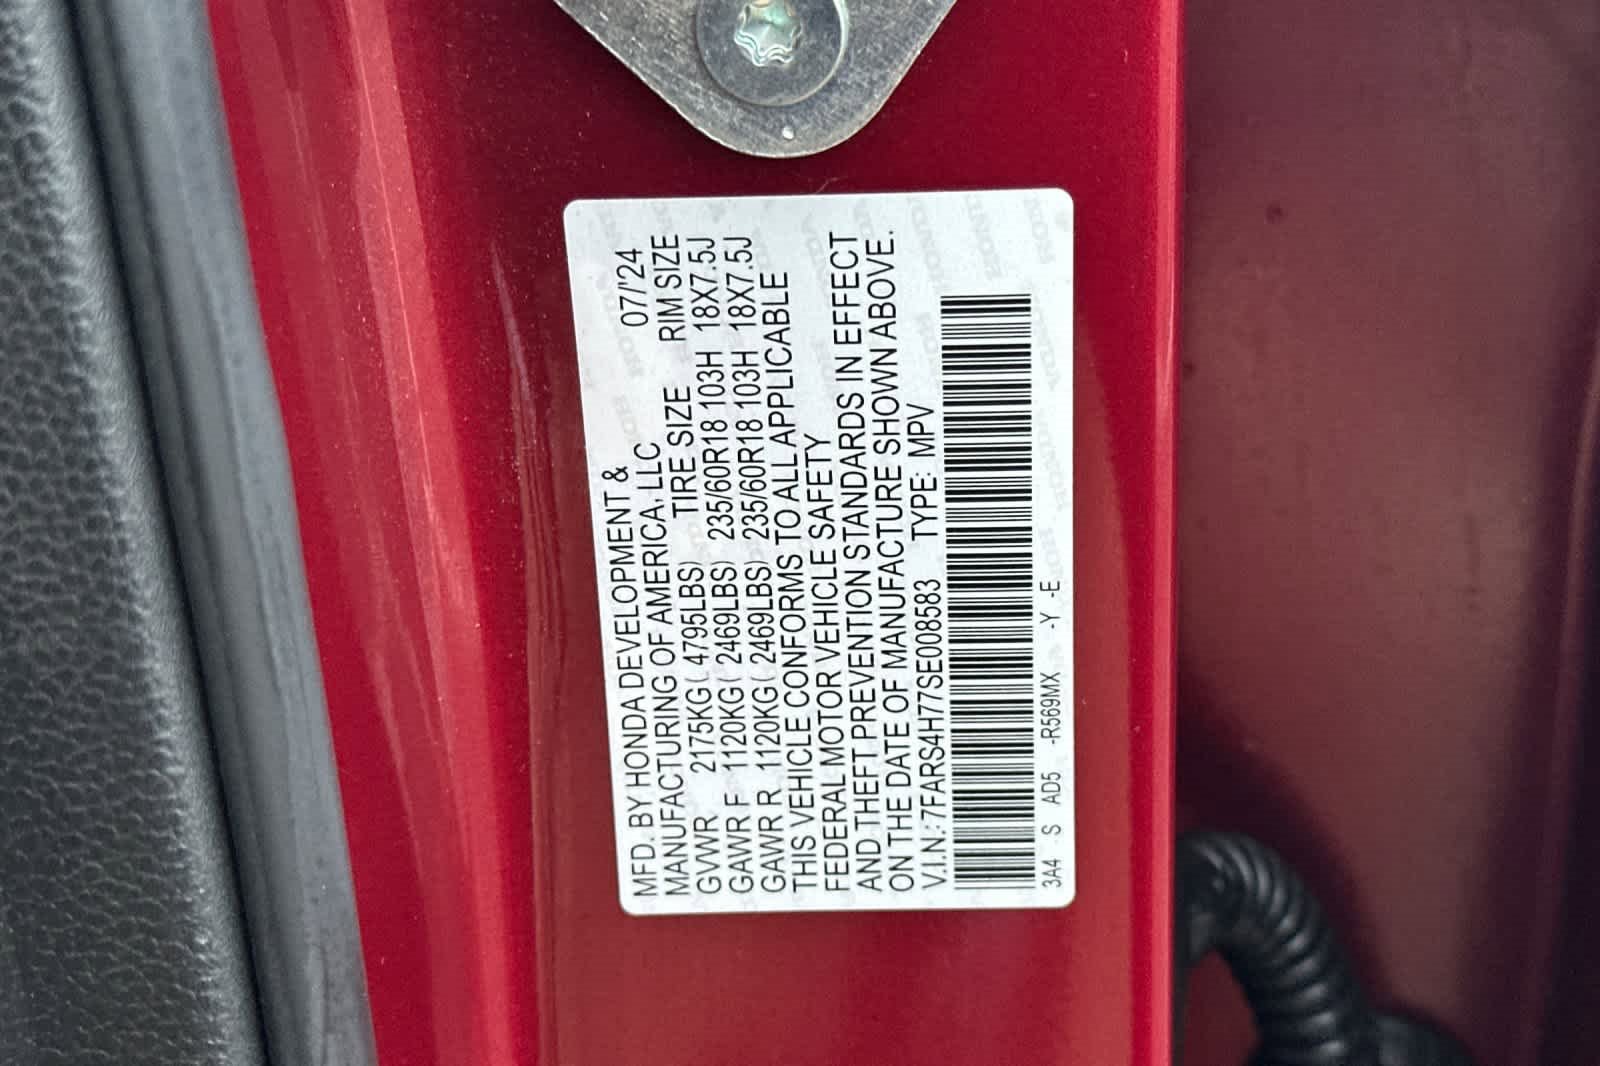 MFD. BY HONDA DEVELOPMENT &
MANUFACTURING OF AMERICA, LLC 07/'24
GVWR 2175KG( 4795LBS) TIRE SIZE RIM SIZE
GAWR F 1120KG( 2469LBS) 235/60R18 103H 18X7.5J
GAWR R 1120KG( 2469LBS) 235/60R18 103H 18X7.5J
THIS VEHICLE CONFORMS TO ALL APPLICABLE
FEDERAL MOTOR VEHICLE SAFETY
AND THEFT PREVENTION STANDARDS IN EFFECT
ON THE DATE OF MANUFACTURE SHOWN ABOVE.
V.I.N.: 7FARS4H77SE008583 TYPE: MPV
3A4 -S AD5 -R569MX -Y -E